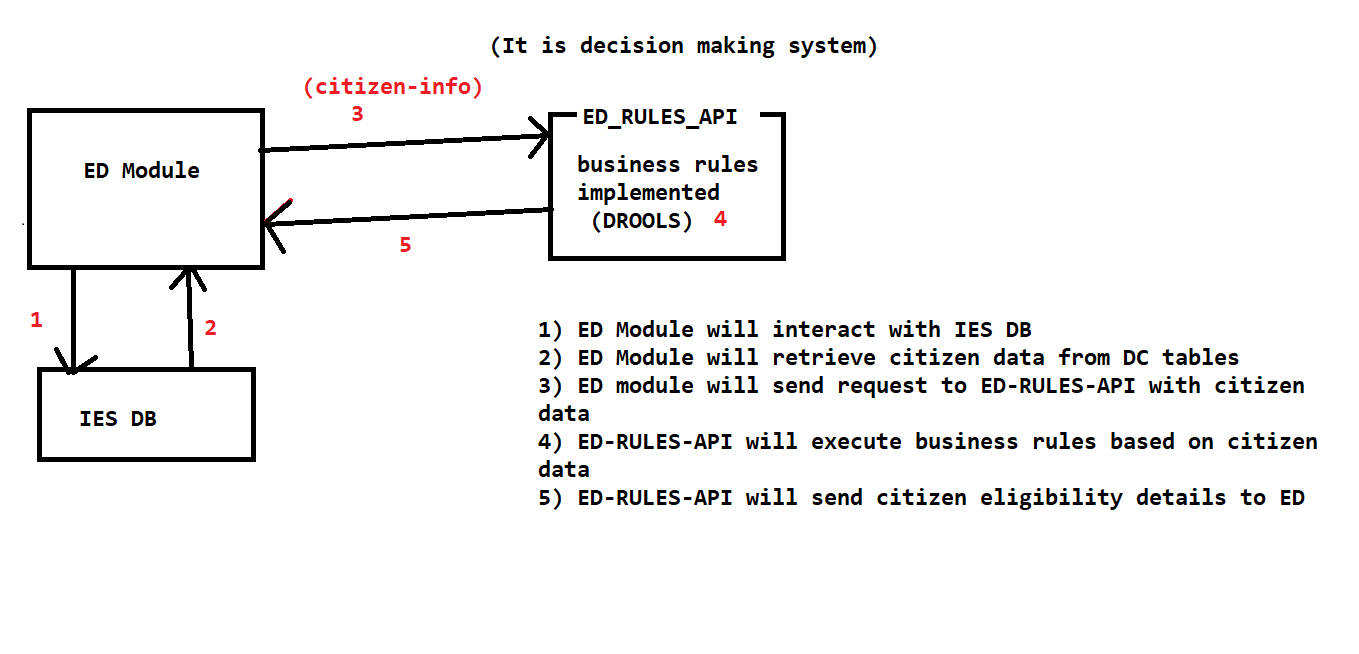 (It is decision making system)
(citizen-info)
3
ED_RULES_API
ED Module
business rules
implemented
(DROOLS) 4
5
1
2
IES DB
1) ED Module will interact with IES DB
2) ED Module will retrieve citizen data from DC tables
3) ED module will send request to ED-RULES-API with citizen
data
4) ED-RULES-API will execute business rules based on citizen
data
5) ED-RULES-API will send citizen eligibility details to ED